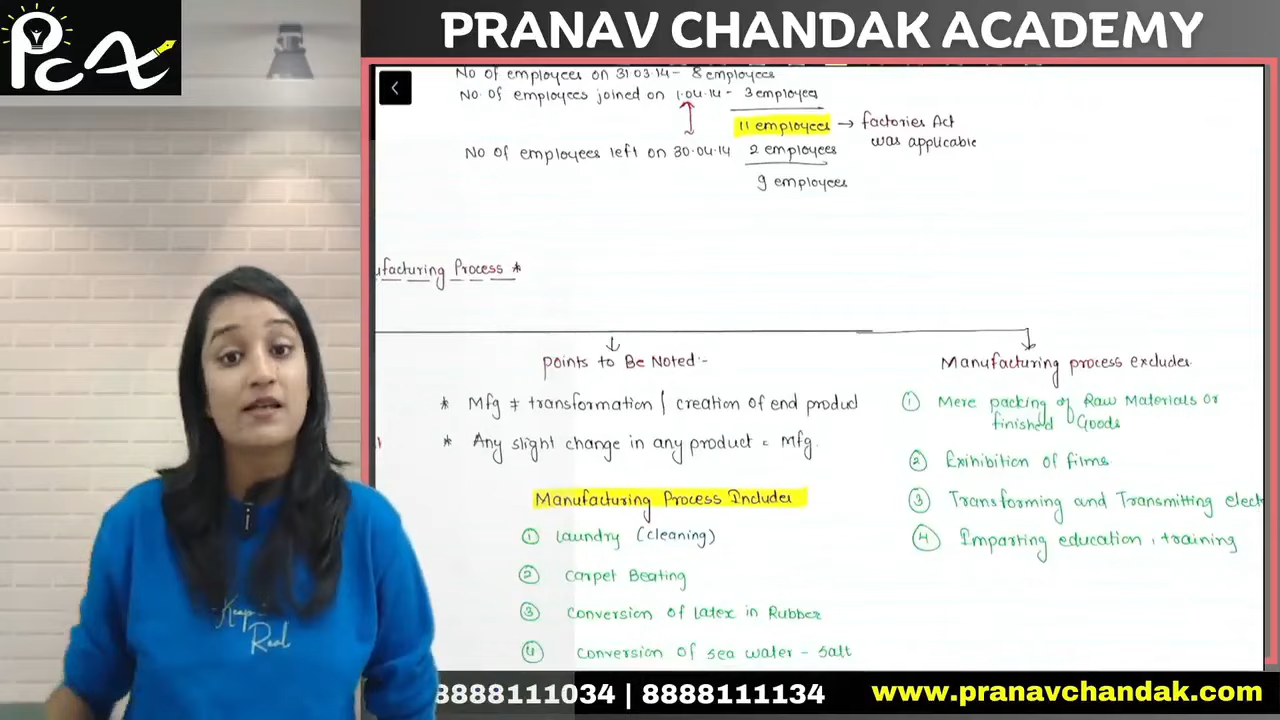 PCA
PRANAV CHANDAK ACADEMY
No of employees on 31.03.14 - 8 employees
No. of employees joined on 1.04.14 - 3 employees
11 employees → factories Act
was applicable
No of employees left on 30.04.14 2 employees
9 employees
ufacturing Process *
Points to Be Noted:-
* Mfg ≠ transformation / creation of end product
* Any slight change in any product = mfg.
Manufacturing Process Includes
① Laundry (cleaning)
② Carpet Beating
③ Conversion of Latex in Rubber
④ Conversion of sea water - salt
Manufacturing process excludes
① Mere packing of Raw Materials or
finished Goods
② Exihibition of films
③ Transforming and Transmitting elect
④ Imparting education, training
Keep
Real
8888111034 | 8888111134
www.pranavchandak.com